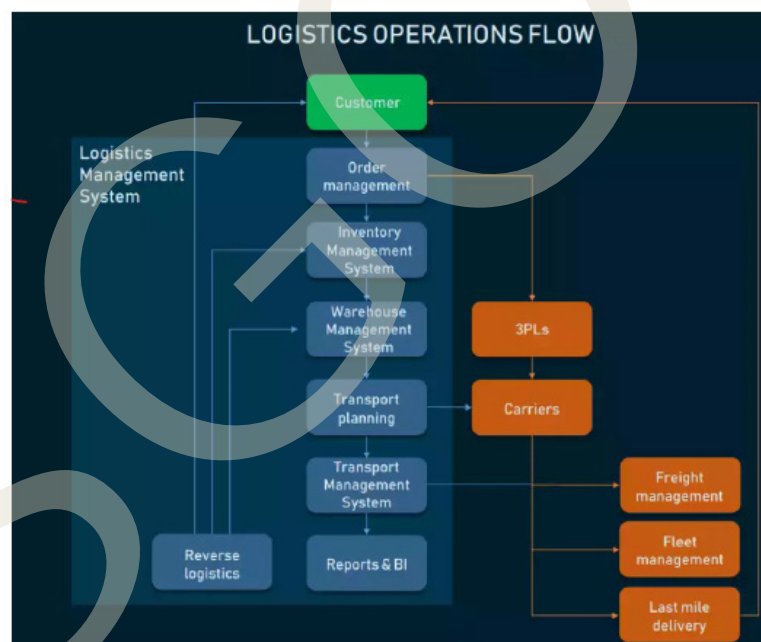 LOGISTICS OPERATIONS FLOW
Customer
Logistics
Management
System
Order
management
Inventory
Management
System
Warehouse
Management
System
3PLs
Transport
planning
Carriers
Transport
Management
System
Freight
management
Reverse
logistics
Reports & BI
Fleet
management
Last mile
delivery